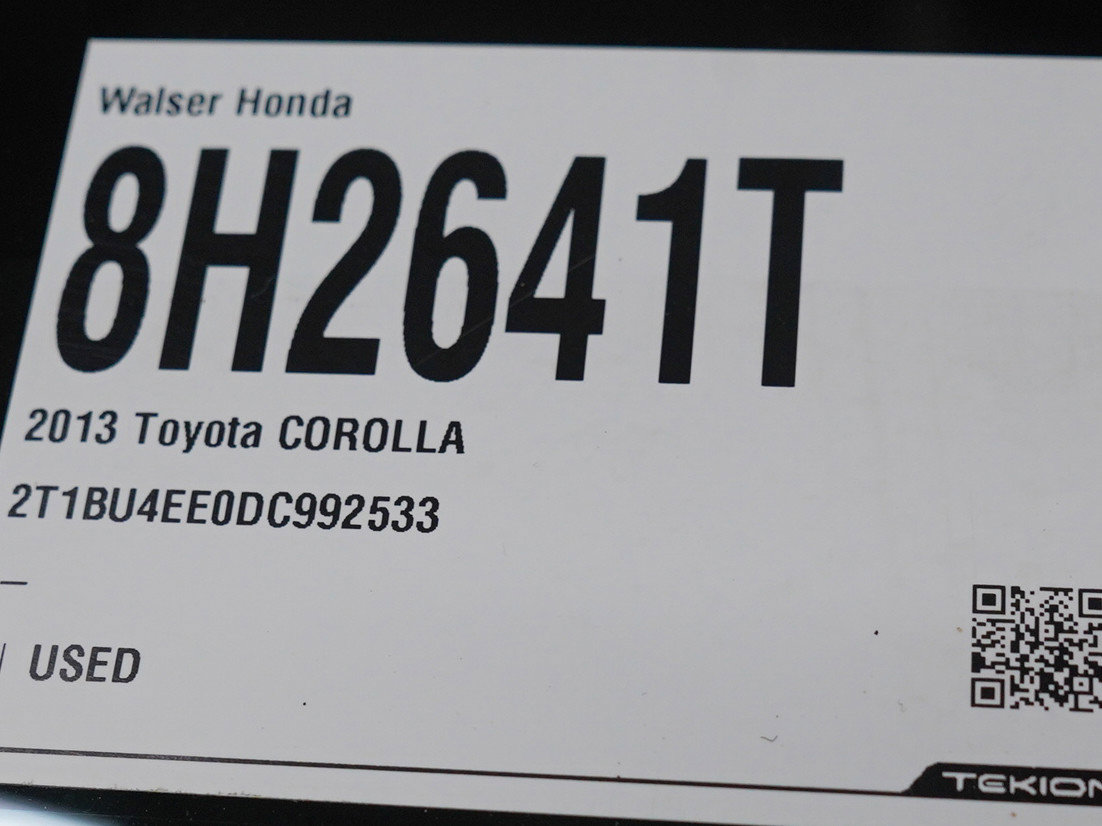 Walser Honda
8H2641T
2013 Toyota COROLLA
2T1BU4EE0DC992533
USED
TEKION